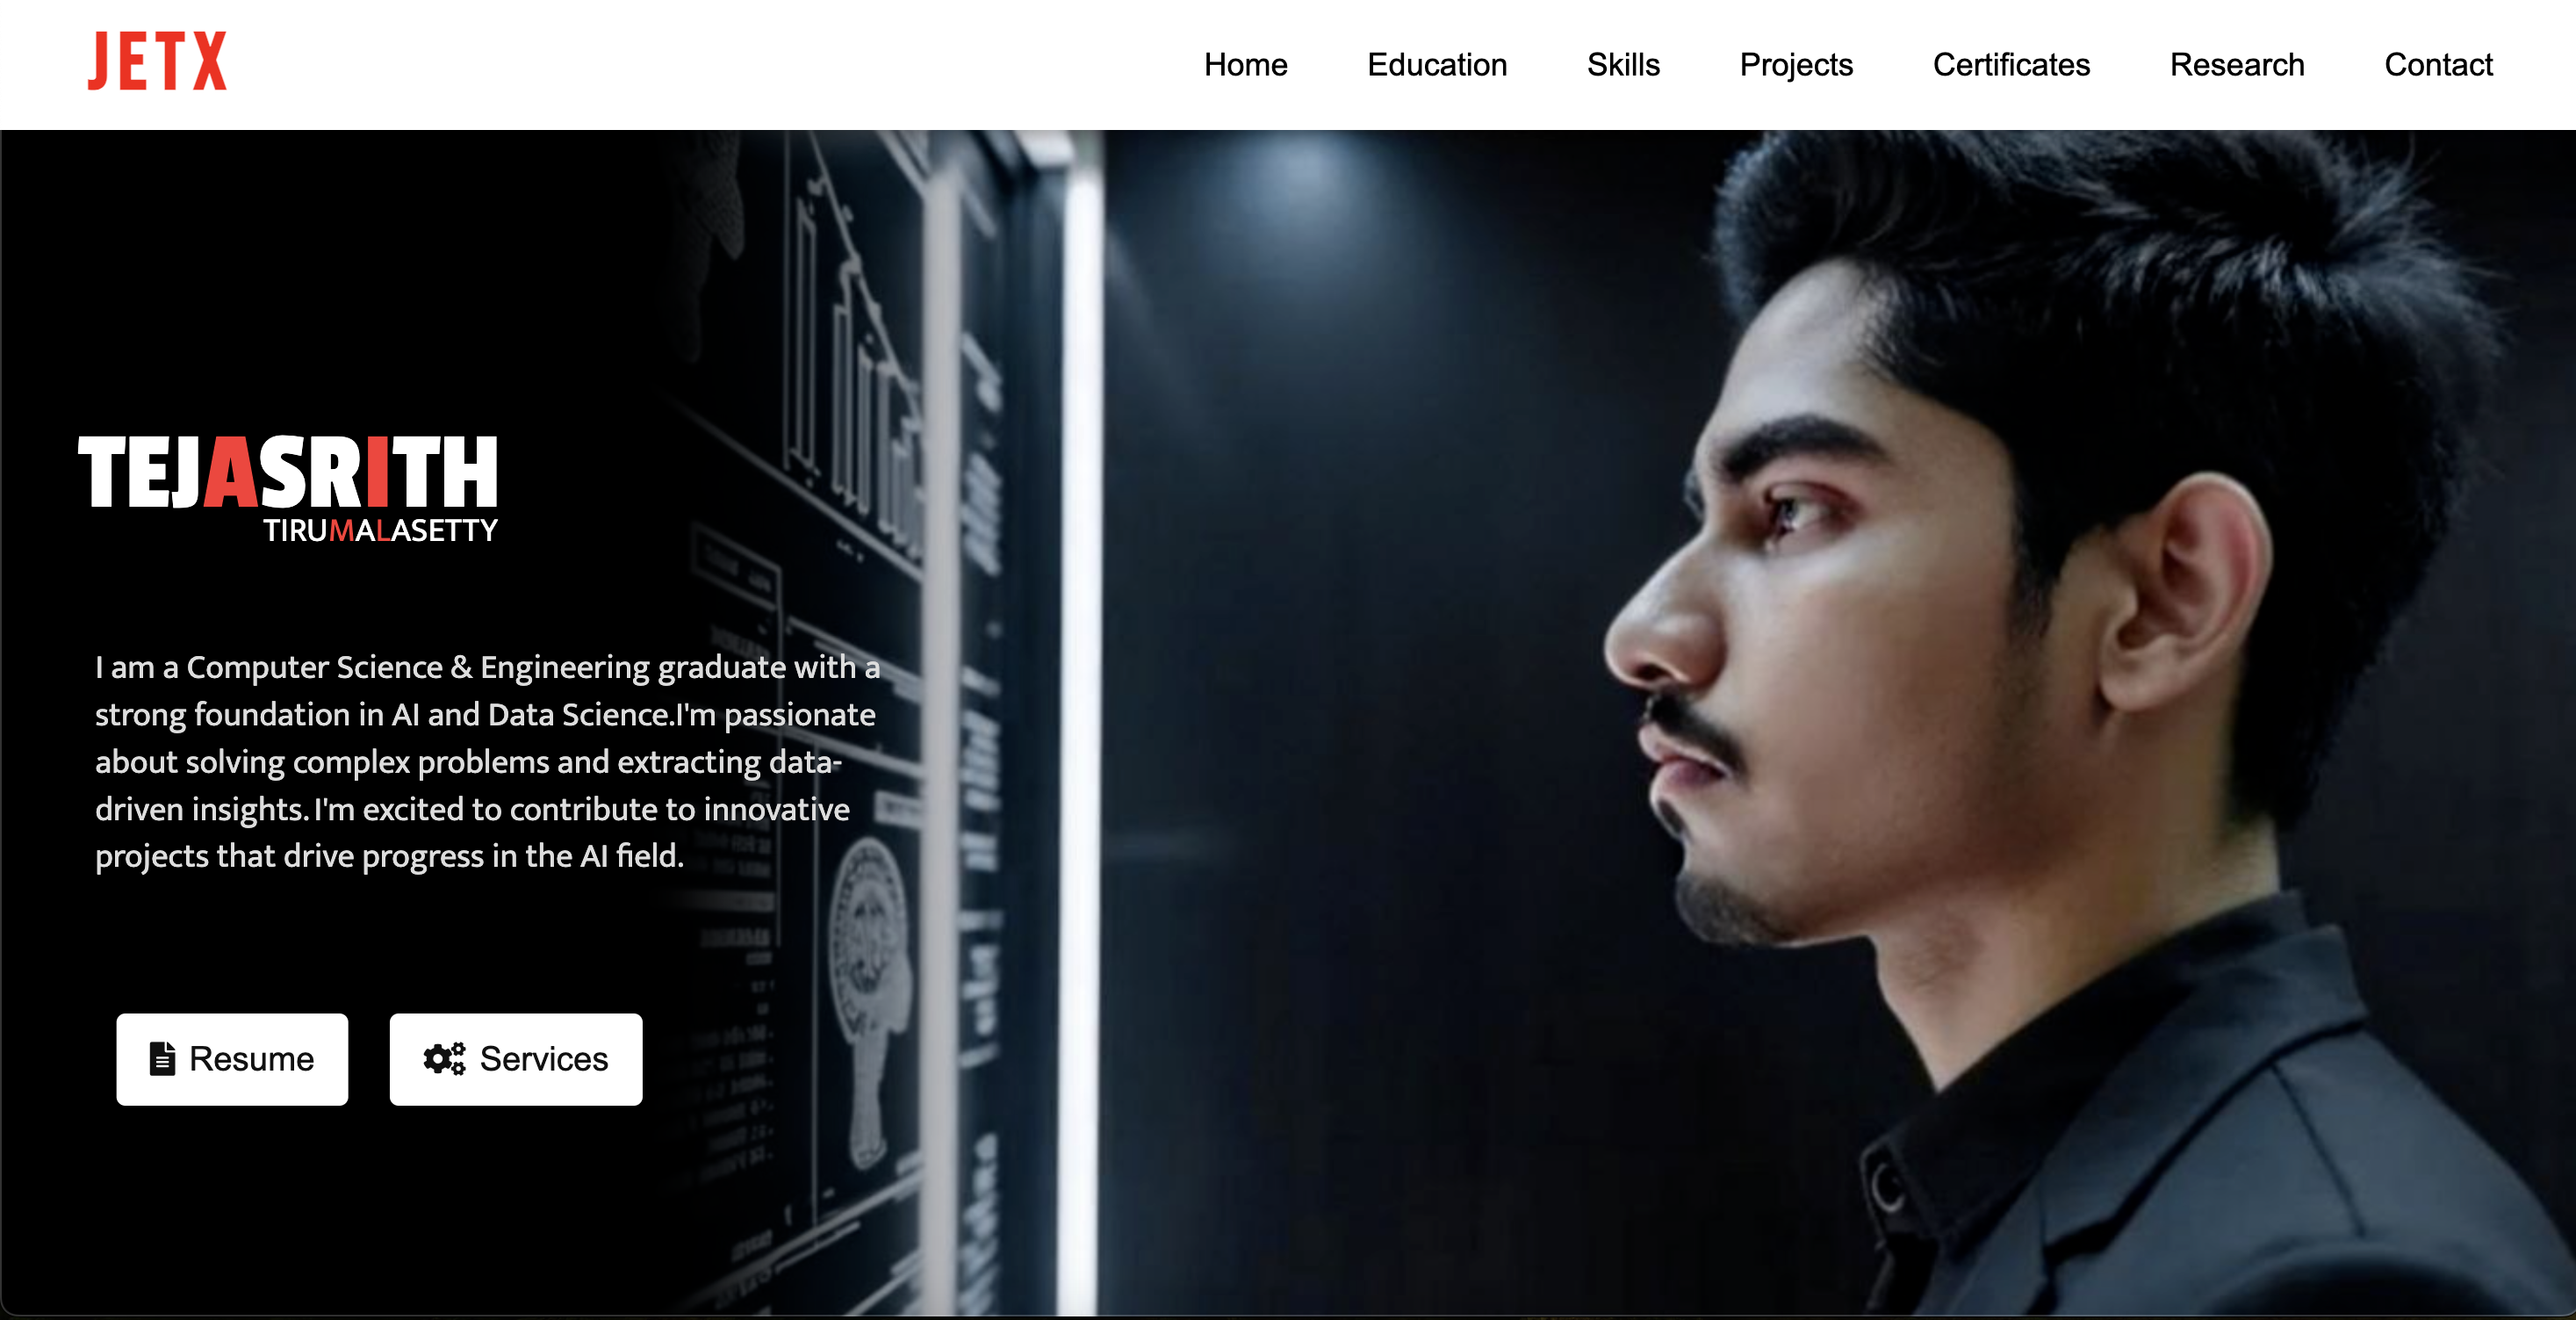 JETX
Home Education Skills Projects Certificates Research Contact
TEJASRITH
TIRUMALASETTY
I am a Computer Science & Engineering graduate with a
strong foundation in AI and Data Science.I'm passionate
about solving complex problems and extracting data-
driven insights.I'm excited to contribute to innovative
projects that drive progress in the AI field.
Resume Services